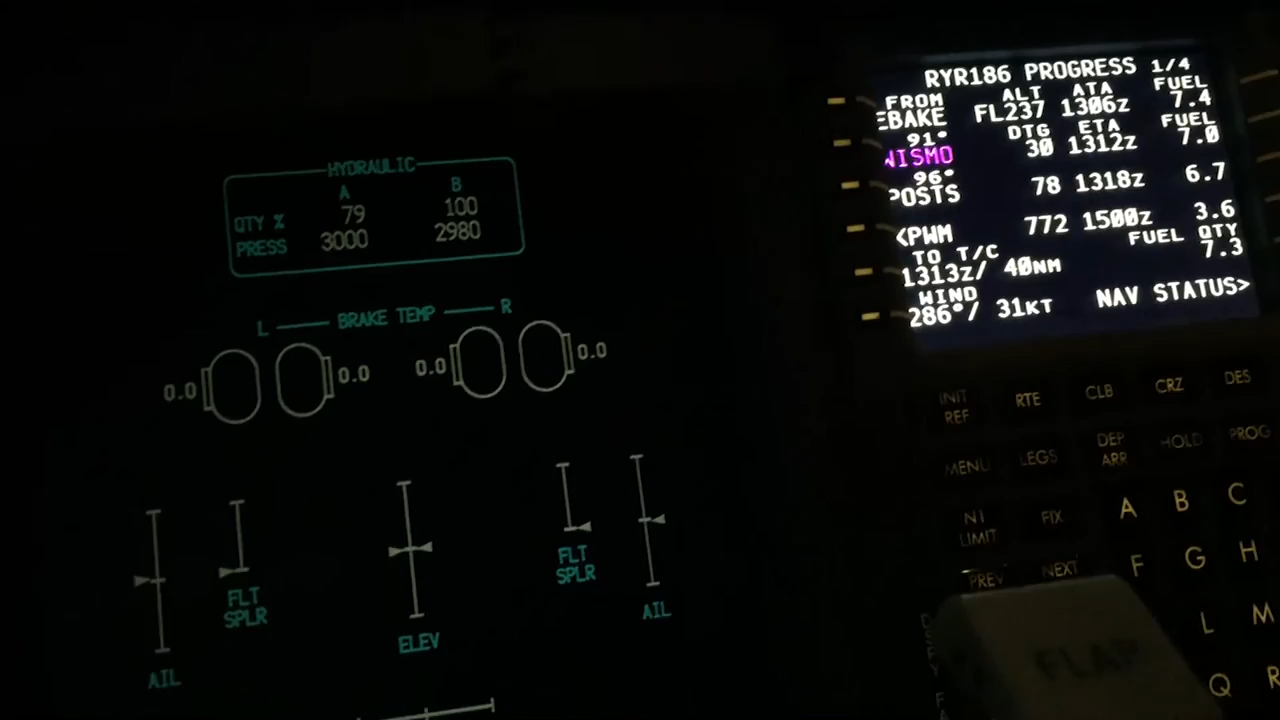 HYDRAULIC
A B
QTY % 79 100
PRESS 3000 2980
L BRAKE TEMP R
0.0 0.0 0.0 0.0
FLT SPLR
FLT SPLR
AIL
ELEV
AIL
RYR186 PROGRESS 1/4
FROM ALT ATA FUEL
EBAKE FL237 1306z 7.4
91° DTG ETA FUEL
NISMO 30 1312z 7.0
96°
POSTS 78 1318z 6.7
KPWM 772 1500z 3.6
TO T/C FUEL QTY
1313z/ 40NM 7.3
WIND
286°/ 31KT NAV STATUS>
INIT REF RTE CLB CRZ DES
MENU LEGS DEP ARR HOLD PROG
N1 LIMIT FIX A B C
PREV NEXT F G H
L M
Q R
FLAP